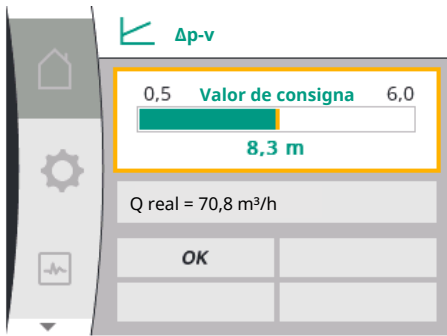 Δp-v
0,5 Valor de consigna 6,0
8,3 m
Q real = 70,8 m³/h
OK